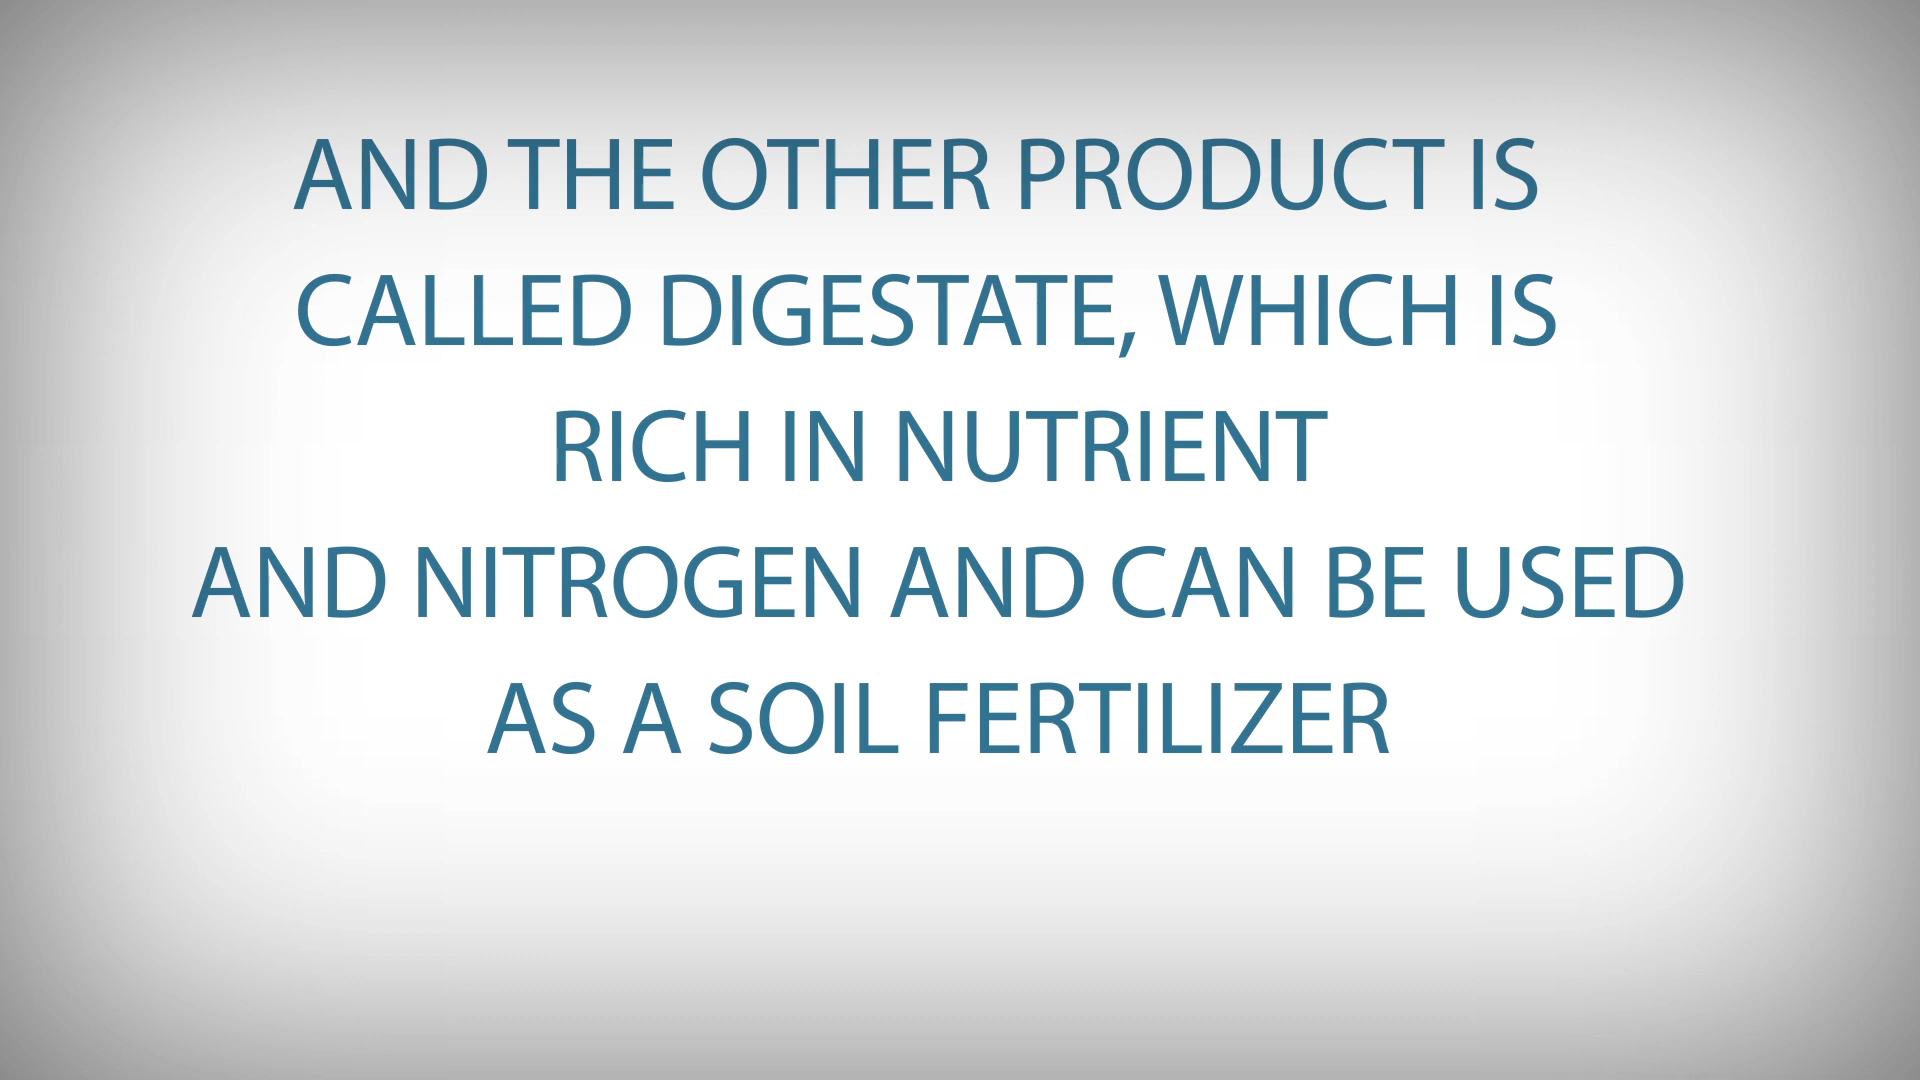 AND THE OTHER PRODUCT IS
CALLED DIGESTATE, WHICH IS
RICH IN NUTRIENT
AND NITROGEN AND CAN BE USED
AS A SOIL FERTILIZER